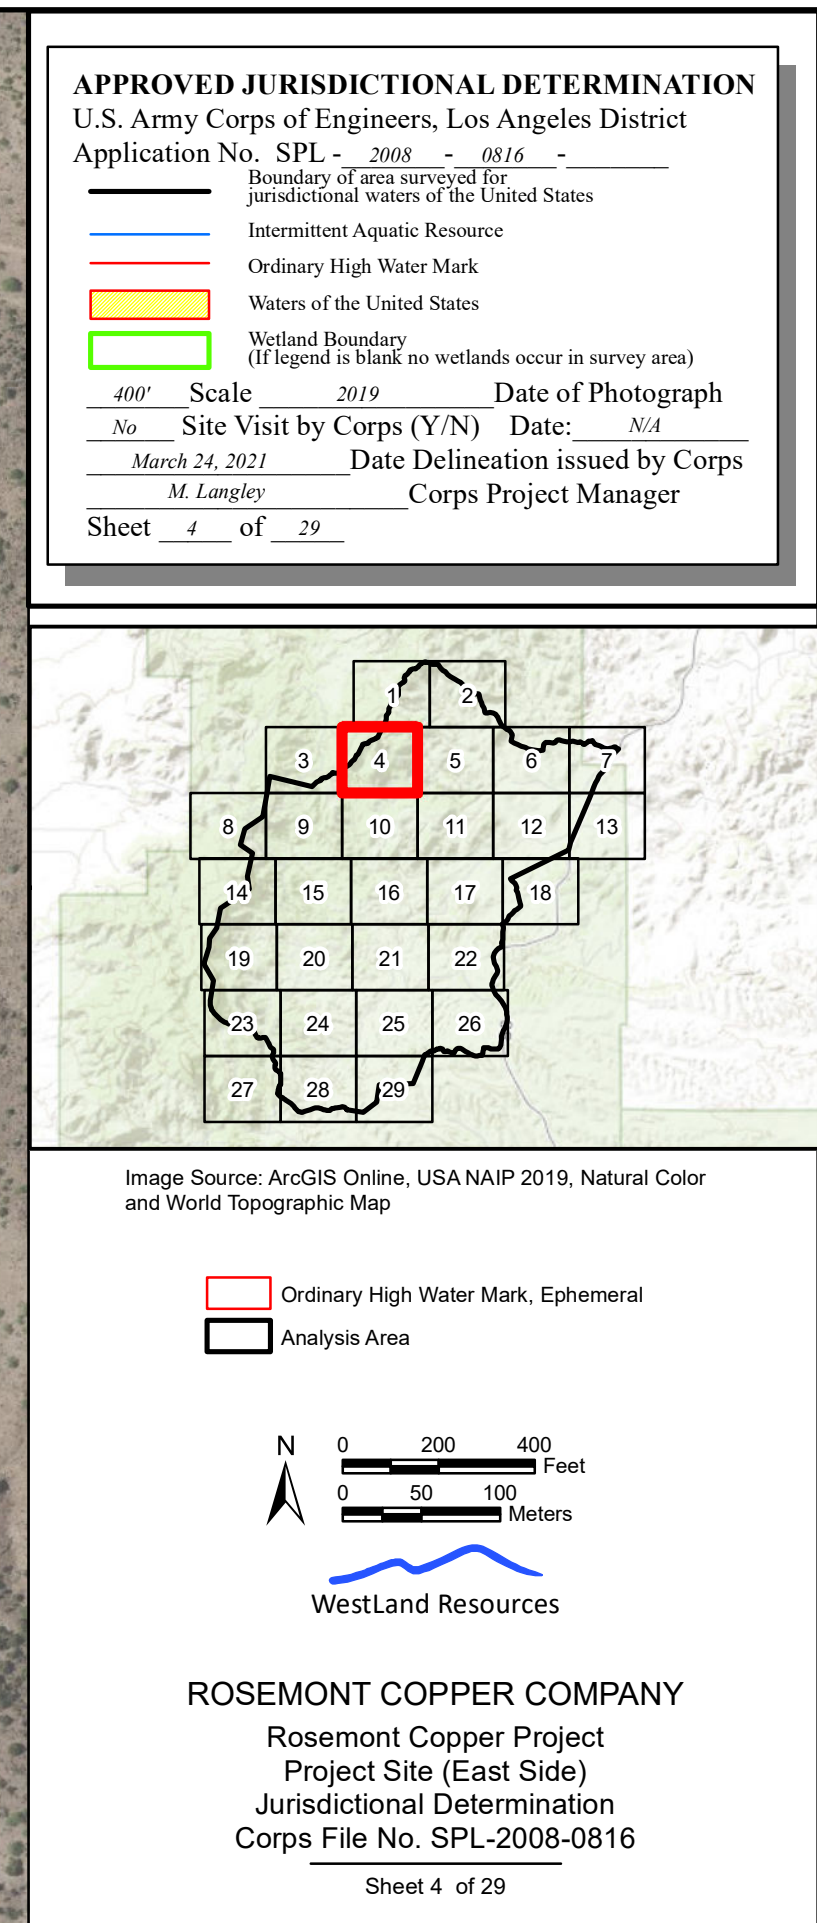 APPROVED JURISDICTIONAL DETERMINATION
U.S. Army Corps of Engineers, Los Angeles District
Application No. SPL - 2008 - 0816 -
Boundary of area surveyed for
jurisdictional waters of the United States
Intermittent Aquatic Resource
Ordinary High Water Mark
Waters of the United States
Wetland Boundary
(If legend is blank no wetlands occur in survey area)
400' Scale 2019 Date of Photograph
No Site Visit by Corps (Y/N) Date: N/A
March 24, 2021 Date Delineation issued by Corps
M. Langley Corps Project Manager
Sheet 4 of 29
1 2
3 4 5 6 7
8 9 10 11 12 13
14 15 16 17 18
19 20 21 22
23 24 25 26
27 28 29
Image Source: ArcGIS Online, USA NAIP 2019, Natural Color
and World Topographic Map
Ordinary High Water Mark, Ephemeral
Analysis Area
N
0 200 400
Feet
0 50 100
Meters
WestLand Resources
ROSEMONT COPPER COMPANY
Rosemont Copper Project
Project Site (East Side)
Jurisdictional Determination
Corps File No. SPL-2008-0816
Sheet 4 of 29